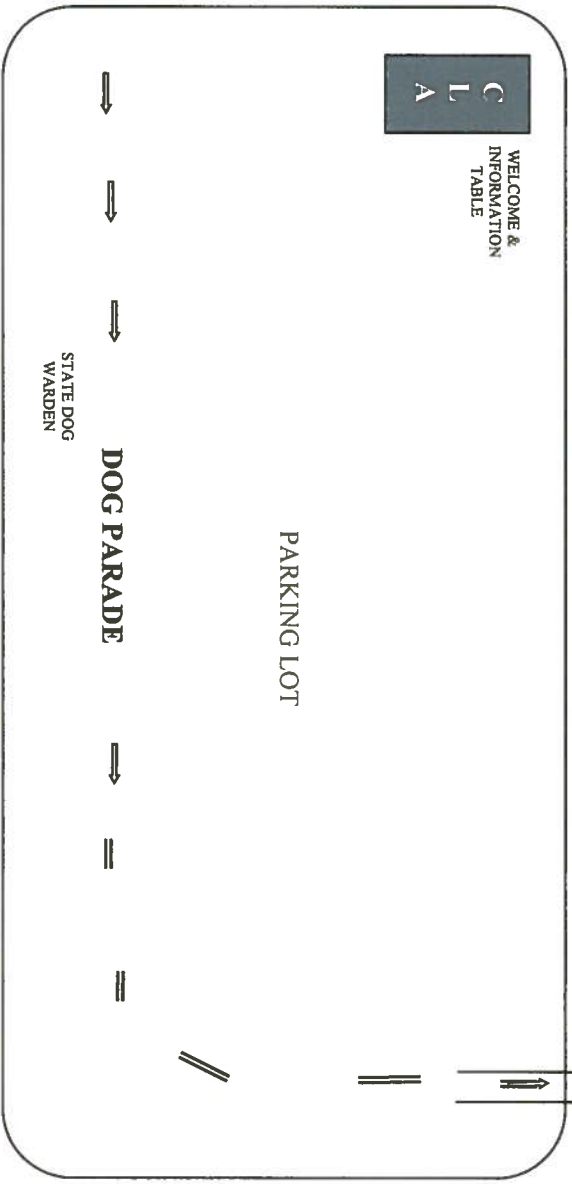 C
L
A
WELCOME &
INFORMATION
TABLE
PARKING LOT
DOG PARADE
STATE DOG
WARDEN